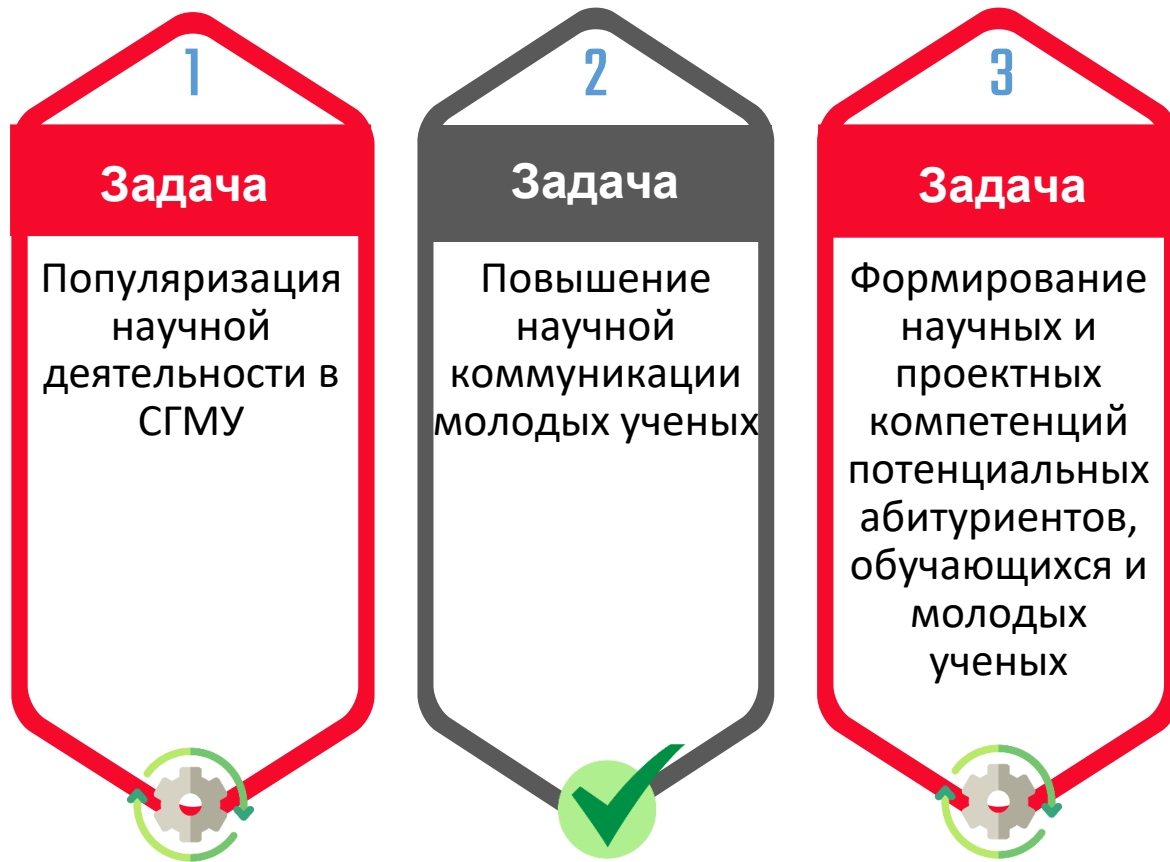 1
Задача
Популяризация
научной
деятельности в
СГМУ
2
Задача
Повышение
научной
коммуникации
молодых ученых
3
Задача
Формирование
научных и
проектных
компетенций
потенциальных
абитуриентов,
обучающихся и
молодых
ученых